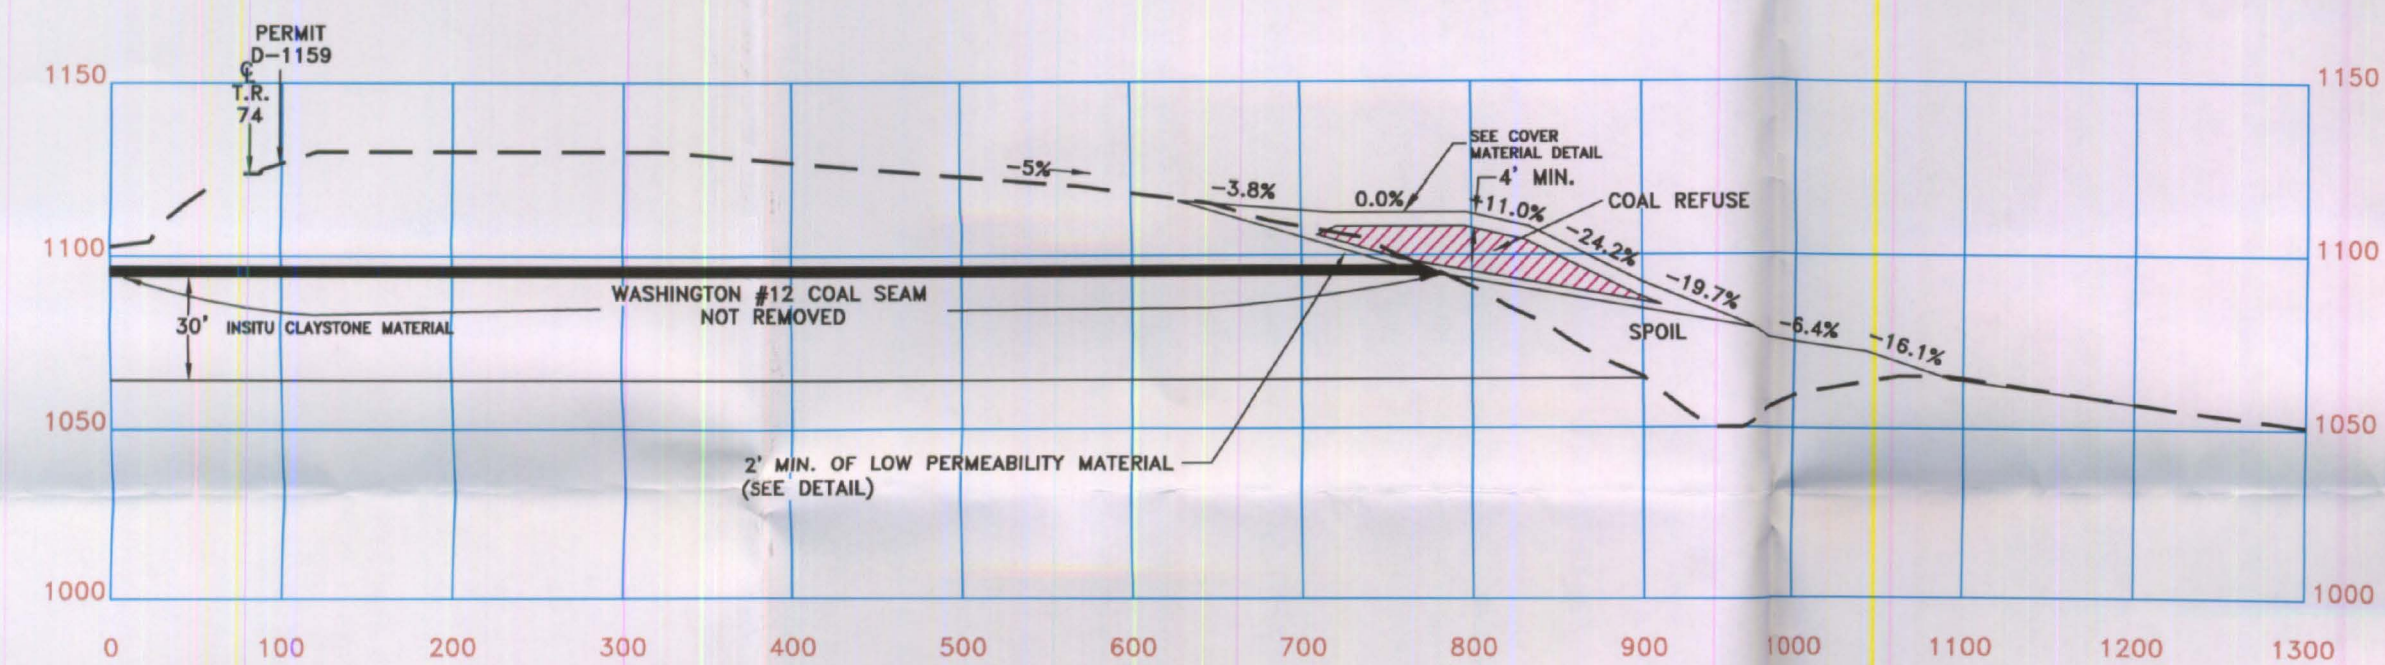 PERMIT
D-1159
℄
T.R.
74
1150
1150
SEE COVER
MATERIAL DETAIL
4' MIN.
-5%
-3.8%
0.0%
+11.0%
COAL REFUSE
-24.2%
1100
1100
-19.7%
WASHINGTON #12 COAL SEAM
NOT REMOVED
30' INSITU CLAYSTONE MATERIAL
SPOIL
-6.4%
-16.1%
1050
1050
2' MIN. OF LOW PERMEABILITY MATERIAL
(SEE DETAIL)
1000
1000
0 100 200 300 400 500 600 700 800 900 1000 1100 1200 1300